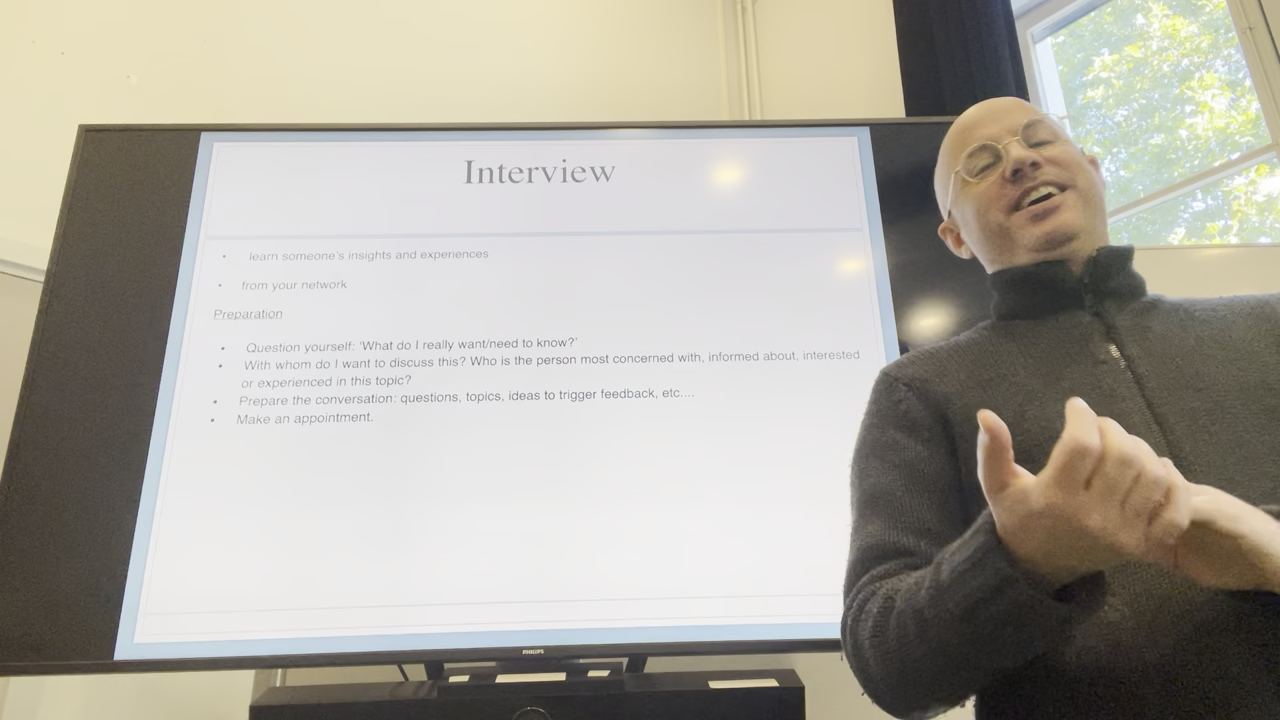 Interview
• learn someone's insights and experiences
• from your network
Preparation
• Question yourself: 'What do I really want/need to know?'
• With whom do I want to discuss this? Who is the person most concerned with, informed about, interested
or experienced in this topic?
• Prepare the conversation: questions, topics, ideas to trigger feedback, etc....
• Make an appointment.
PHILIPS